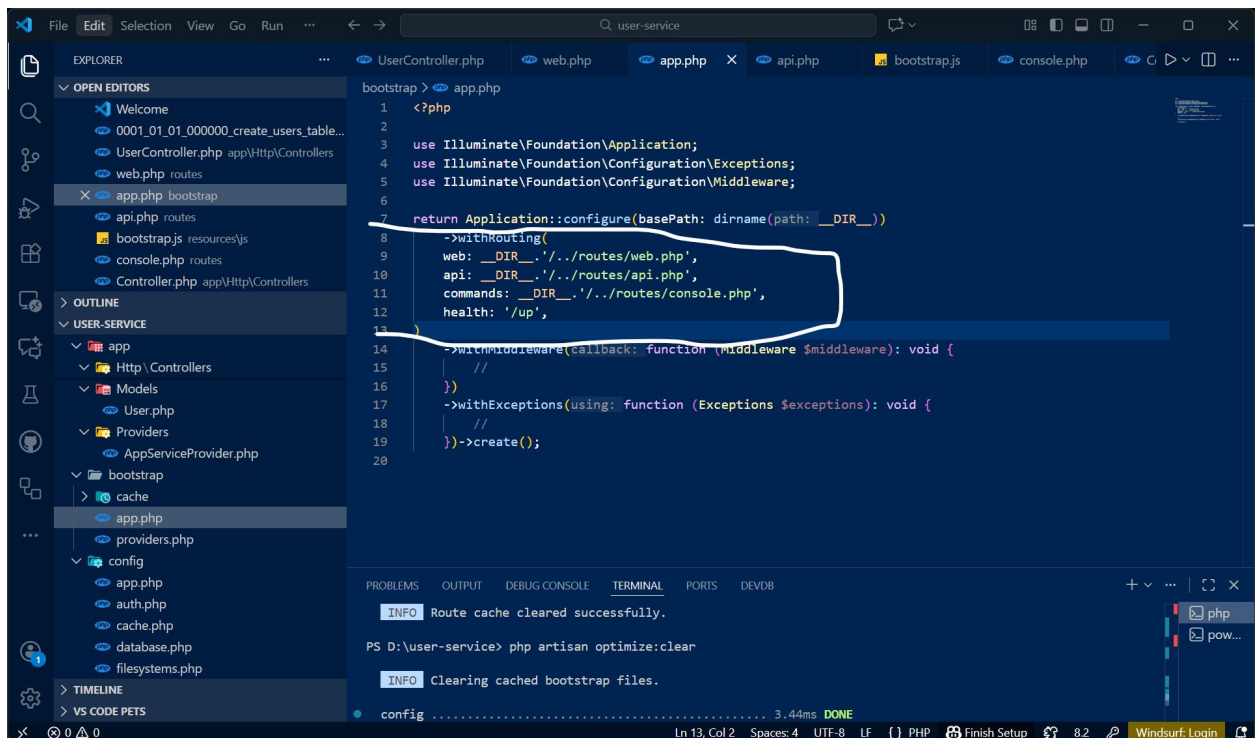 File Edit Selection View Go Run ··· user-service
EXPLORER ···
OPEN EDITORS
Welcome
0001_01_01_000000_create_users_table...
UserController.php app\Http\Controllers
web.php routes
app.php bootstrap
api.php routes
bootstrap.js resources\js
console.php routes
Controller.php app\Http\Controllers
OUTLINE
USER-SERVICE
app
Http\Controllers
Models
User.php
Providers
AppServiceProvider.php
bootstrap
cache
app.php
providers.php
config
app.php
auth.php
cache.php
database.php
filesystems.php
TIMELINE
VS CODE PETS
UserController.php web.php app.php api.php bootstrap.js console.php
bootstrap > app.php
1 <?php
2
3 use Illuminate\Foundation\Application;
4 use Illuminate\Foundation\Configuration\Exceptions;
5 use Illuminate\Foundation\Configuration\Middleware;
6
7 return Application::configure(basePath: dirname(path: __DIR__))
8 ->withRouting(
9 web: __DIR__.'/../routes/web.php',
10 api: __DIR__.'/../routes/api.php',
11 commands: __DIR__.'/../routes/console.php',
12 health: '/up',
13 )
14 ->withMiddleware(callback: function (Middleware $middleware): void {
15 //
16 })
17 ->withExceptions(using: function (Exceptions $exceptions): void {
18 //
19 })->create();
20
PROBLEMS OUTPUT DEBUG CONSOLE TERMINAL PORTS DEVDB
INFO Route cache cleared successfully.
PS D:\user-service> php artisan optimize:clear
INFO Clearing cached bootstrap files.
config ............................................... 3.44ms DONE
php
pow...
1
0 0 Ln 13, Col 2 Spaces: 4 UTF-8 LF {} PHP Finish Setup 8.2 Windsurf: Login